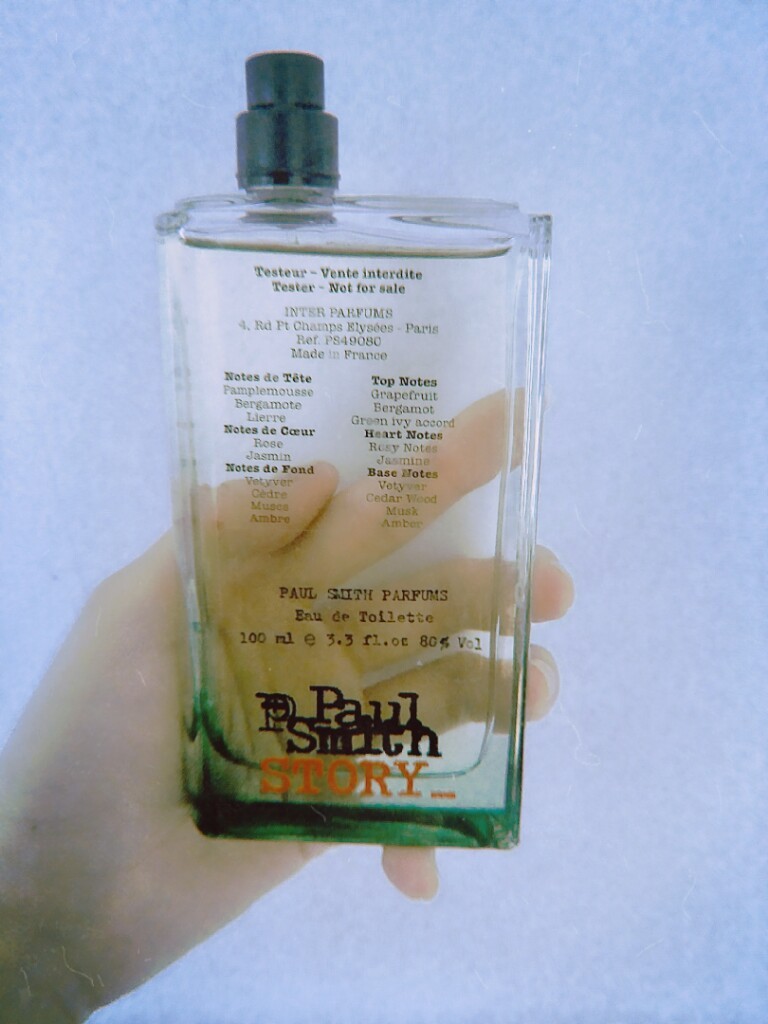 Testeur - Vente interdite
Tester - Not for sale
INTER PARFUMS
4, Rd Pt Champs Elysées - Paris
Ref. PS49080
Made in France
Notes de Tête
Pamplemousse
Bergamote
Lierre
Notes de Cœur
Rose
Jasmin
Notes de Fond
Vetyver
Cèdre
Muscs
Ambre
Top Notes
Grapefruit
Bergamot
Green ivy accord
Heart Notes
Rosy Notes
Jasmine
Base Notes
Vetyver
Cedar Wood
Musk
Amber
PAUL SMITH PARFUMS
Eau de Toilette
100 ml e 3.3 fl.oz 80% Vol
P Paul
Smith
STORY_